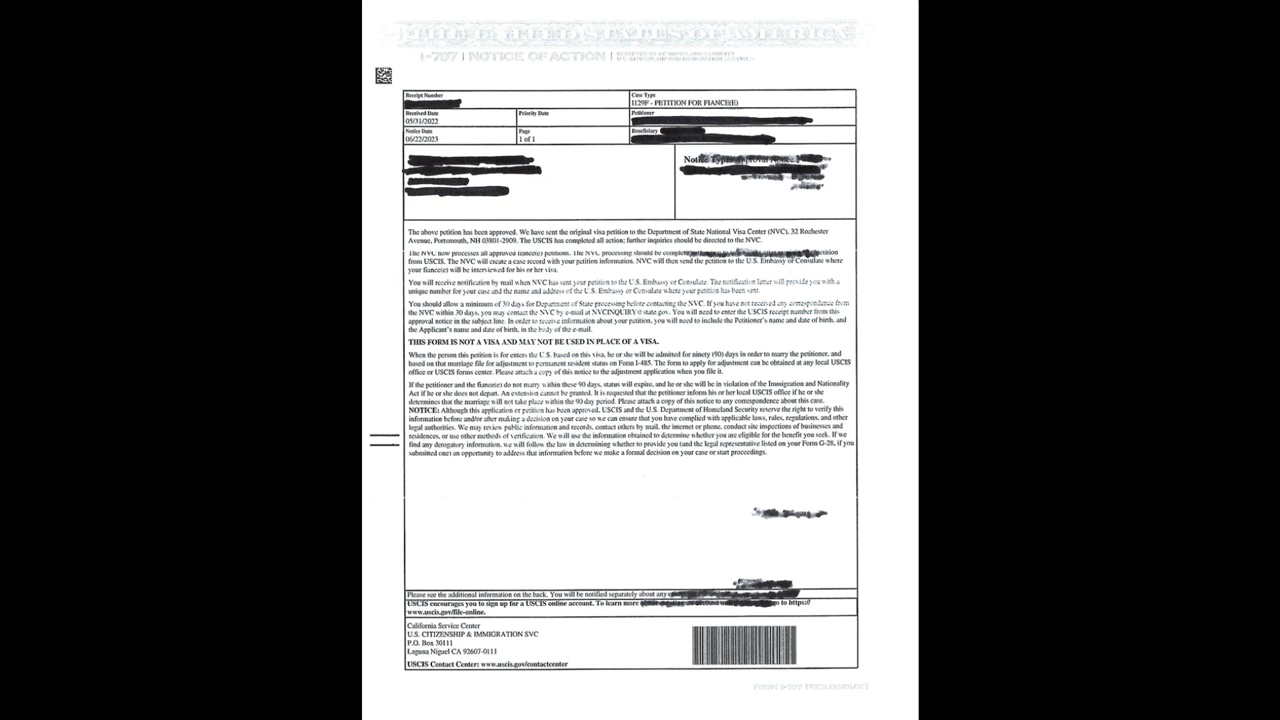 THE UNITED STATES OF AMERICA
I-797 | NOTICE OF ACTION | DEPARTMENT OF HOMELAND SECURITY
U.S. CITIZENSHIP AND IMMIGRATION SERVICES
Receipt Number
Case Type
I129F - PETITION FOR FIANCE(E)
Received Date
05/31/2022
Priority Date
Petitioner
Notice Date
06/22/2023
Page
1 of 1
Beneficiary
Notice Type: Approval Notice
The above petition has been approved. We have sent the original visa petition to the Department of State National Visa Center (NVC), 32 Rochester
Avenue, Portsmouth, NH 03801-2909. The USCIS has completed all action; further inquiries should be directed to the NVC.
The NVC now processes all approved fiance(e) petitions. The NVC processing should be complete petition
from USCIS. The NVC will create a case record with your petition information. NVC will then send the petition to the U.S. Embassy or Consulate where
your fiance(e) will be interviewed for his or her visa.
You will receive notification by mail when NVC has sent your petition to the U.S. Embassy or Consulate. The notification letter will provide you with a
unique number for your case and the name and address of the U.S. Embassy or Consulate where your petition has been sent.
You should allow a minimum of 30 days for Department of State processing before contacting the NVC. If you have not received any correspondence from
the NVC within 30 days, you may contact the NVC by e-mail at NVCINQUIRY@state.gov. You will need to enter the USCIS receipt number from this
approval notice in the subject line. In order to receive information about your petition, you will need to include the Petitioner's name and date of birth, and
the Applicant's name and date of birth, in the body of the e-mail.
THIS FORM IS NOT A VISA AND MAY NOT BE USED IN PLACE OF A VISA.
When the person this petition is for enters the U.S. based on this visa, he or she will be admitted for ninety (90) days in order to marry the petitioner, and
based on that marriage file for adjustment to permanent resident status on Form I-485. The form to apply for adjustment can be obtained at any local USCIS
office or USCIS forms center. Please attach a copy of this notice to the adjustment application when you file it.
If the petitioner and the fiance(e) do not marry within these 90 days, status will expire, and he or she will be in violation of the Immigration and Nationality
Act if he or she does not depart. An extension cannot be granted. It is requested that the petitioner inform his or her local USCIS office if he or she
determines that the marriage will not take place within the 90 day period. Please attach a copy of this notice to any correspondence about this case.
NOTICE: Although this application or petition has been approved, USCIS and the U.S. Department of Homeland Security reserve the right to verify this
information before and/or after making a decision on your case so we can ensure that you have complied with applicable laws, rules, regulations, and other
legal authorities. We may review public information and records, contact others by mail, the internet or phone, conduct site inspections of businesses and
residences, or use other methods of verification. We will use the information obtained to determine whether you are eligible for the benefit you seek. If we
find any derogatory information, we will follow the law in determining whether to provide you (and the legal representative listed on your Form G-28, if you
submitted one) an opportunity to address that information before we make a formal decision on your case or start proceedings.
Please see the additional information on the back. You will be notified separately about any
USCIS encourages you to sign up for a USCIS online account. To learn more go to https://
www.uscis.gov/file-online.
California Service Center
U.S. CITIZENSHIP & IMMIGRATION SVC
P.O. Box 30111
Laguna Niguel CA 92607-0111
USCIS Contact Center: www.uscis.gov/contactcenter
FORM I-797